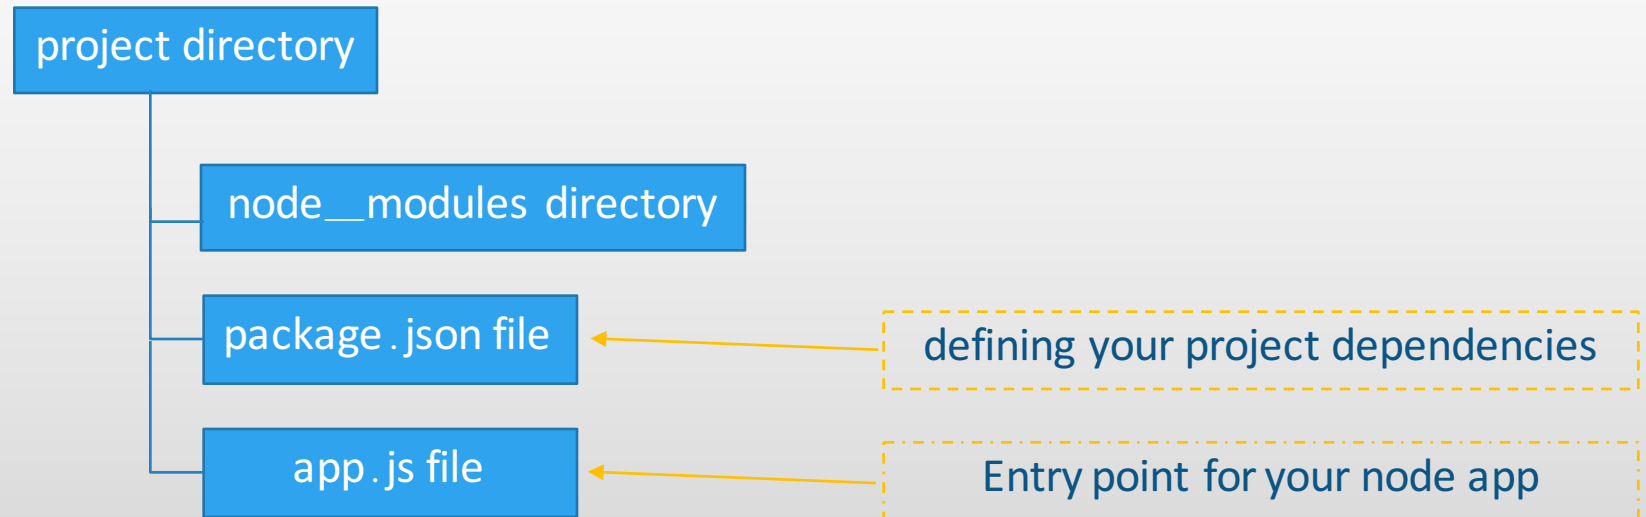 project directory
node__modules directory
package.json file
defining your project dependencies
app.js file
Entry point for your node app